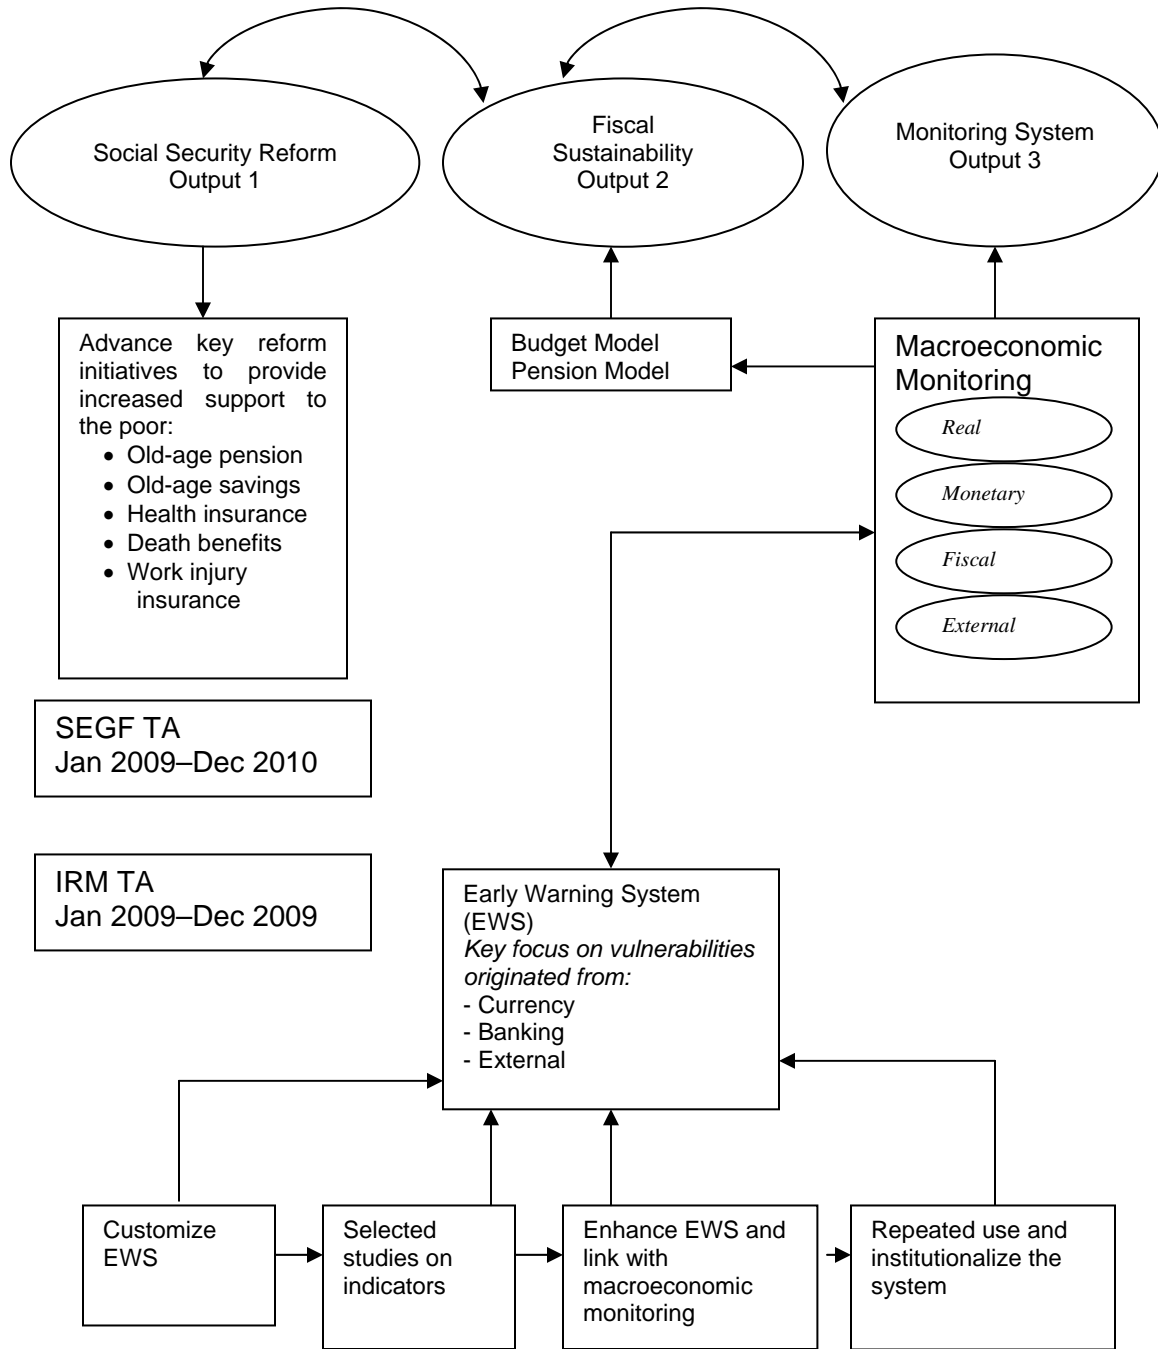 Social Security Reform
Output 1
Fiscal
Sustainability
Output 2
Monitoring System
Output 3
Advance key reform
initiatives to provide
increased support to
the poor:
• Old-age pension
• Old-age savings
• Health insurance
• Death benefits
• Work injury
insurance
Budget Model
Pension Model
Macroeconomic
Monitoring
Real
Monetary
Fiscal
External
SEGF TA
Jan 2009–Dec 2010
IRM TA
Jan 2009–Dec 2009
Early Warning System
(EWS)
Key focus on vulnerabilities
originated from:
- Currency
- Banking
- External
Customize
EWS
Selected
studies on
indicators
Enhance EWS and
link with
macroeconomic
monitoring
Repeated use and
institutionalize the
system